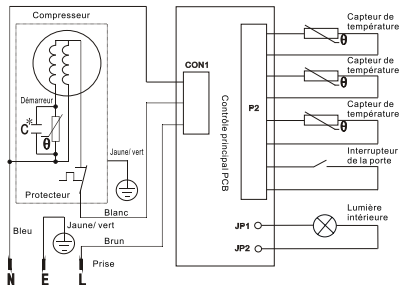 Compresseur
Démarreur
C*
θ
Protecteur
Jaune/ vert
Jaune/ vert
Blanc
Bleu
Brun
Prise
N
E
L
CON1
Contrôle principal PCB
P2
JP1
JP2
θ
Capteur de
température
θ
Capteur de
température
θ
Capteur de
température
Interrupteur
de la porte
Lumière
intérieure